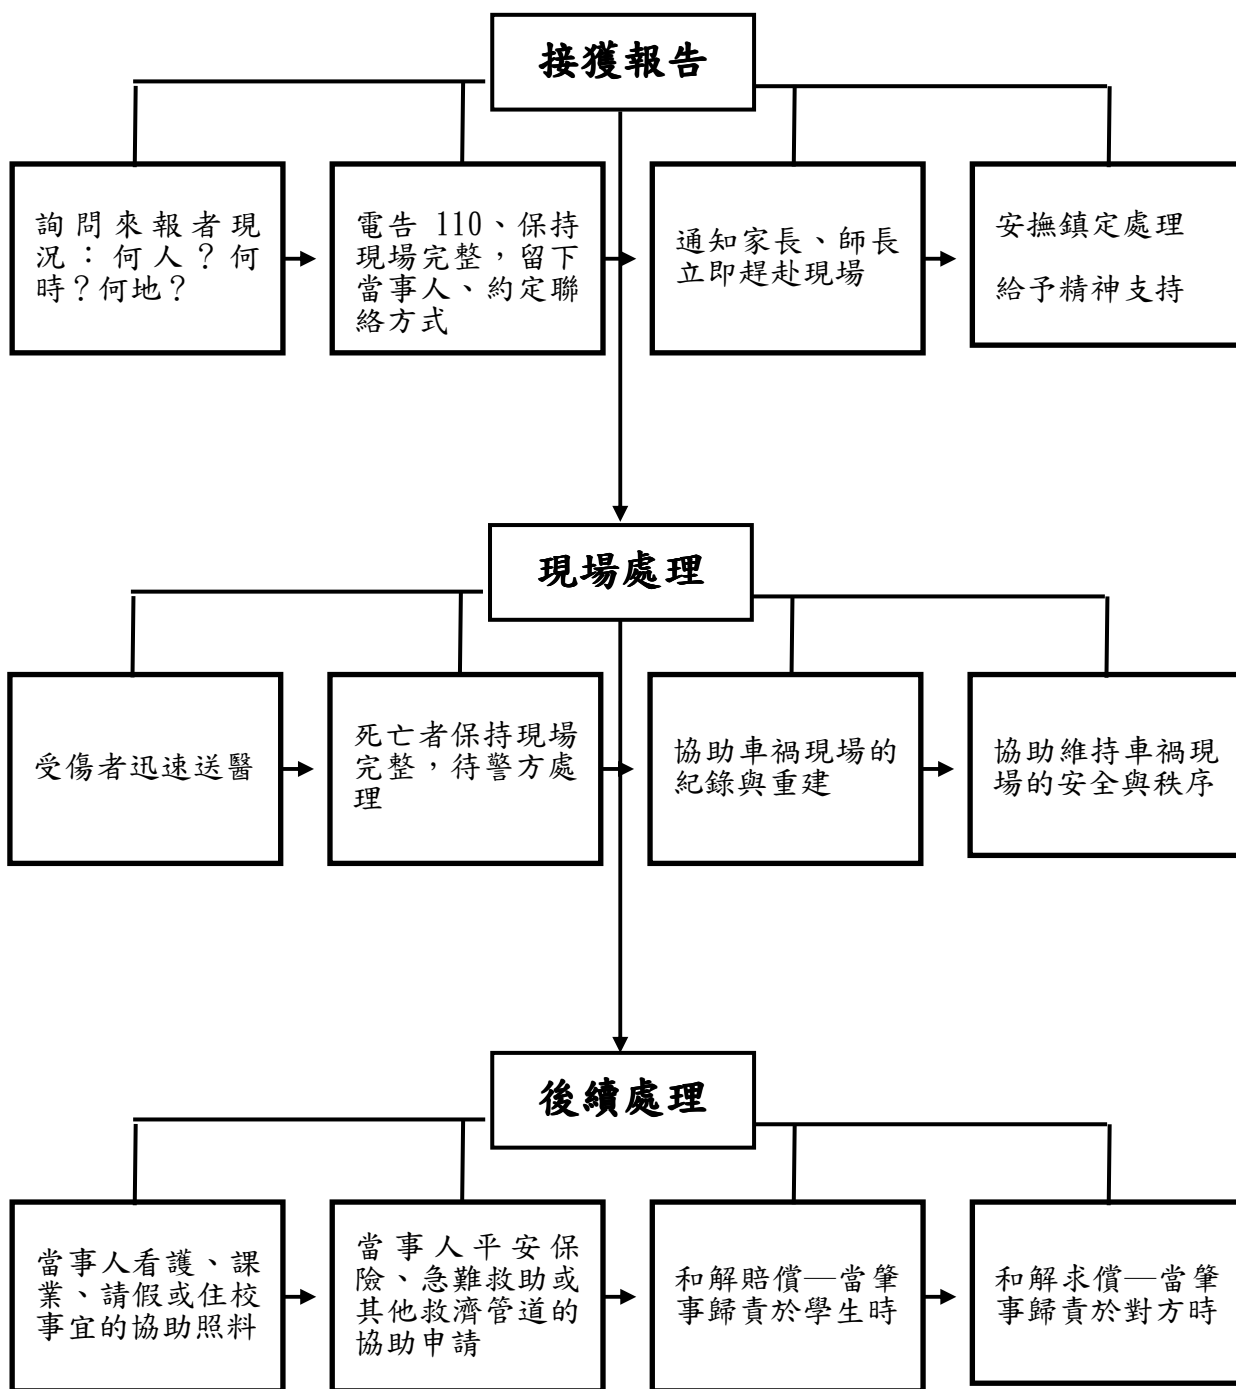 接獲報告
詢問來報者現
況：何人？何
時？何地？
電告 110、保持
現場完整，留下
當事人、約定聯
絡方式
通知家長、師長
立即趕赴現場
安撫鎮定處理
給予精神支持
現場處理
受傷者迅速送醫
死亡者保持現場
完整，待警方處
理
協助車禍現場的
紀錄與重建
協助維持車禍現
場的安全與秩序
後續處理
當事人看護、課
業、請假或住校
事宜的協助照料
當事人平安保
險、急難救助或
其他救濟管道的
協助申請
和解賠償—當肇
事歸責於學生時
和解求償—當肇
事歸責於對方時